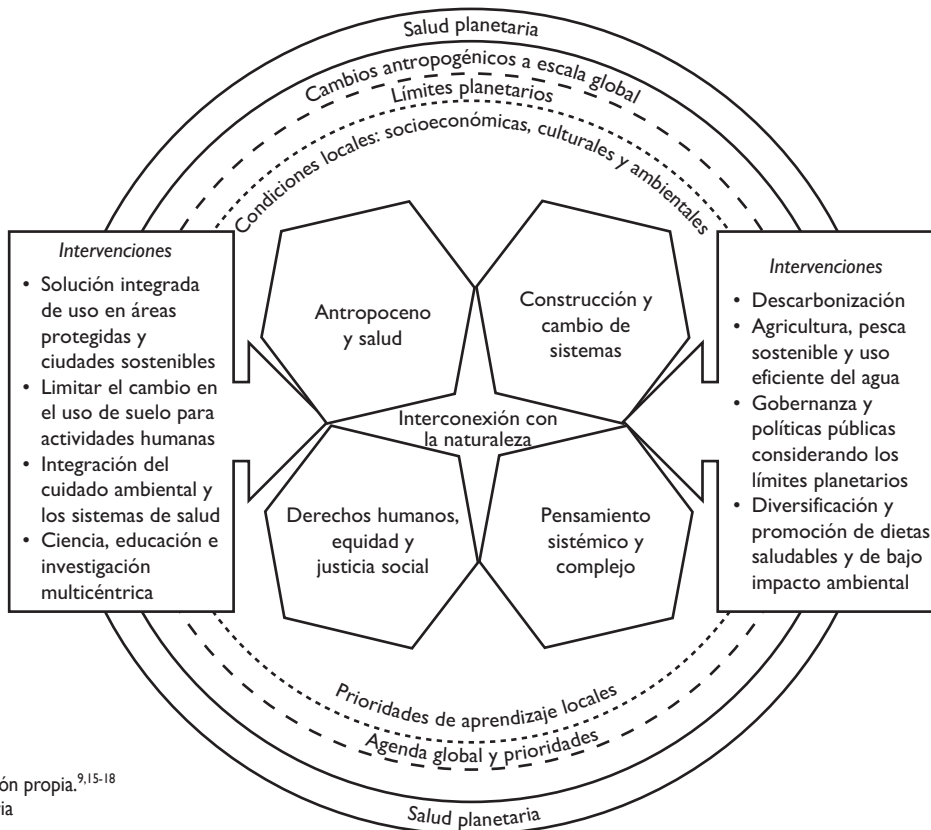 Salud planetaria
Cambios antropogénicos a escala global
Límites planetarios
Condiciones locales: socioeconómicas, culturales y ambientales
Intervenciones
• Solución integrada
de uso en áreas
protegidas y
ciudades sostenibles
• Limitar el cambio en
el uso de suelo para
actividades humanas
• Integración del
cuidado ambiental y
los sistemas de salud
• Ciencia, educación e
investigación
multicéntrica
Antropoceno
y salud
Construcción y
cambio de
sistemas
Interconexión con
la naturaleza
Derechos humanos,
equidad y
justicia social
Pensamiento
sistémico y
complejo
Intervenciones
• Descarbonización
• Agricultura, pesca
sostenible y uso
eficiente del agua
• Gobernanza y
políticas públicas
considerando los
límites planetarios
• Diversificación y
promoción de dietas
saludables y de bajo
impacto ambiental
Prioridades de aprendizaje locales
Agenda global y prioridades
Salud planetaria
ón propia.9,15-18
ia